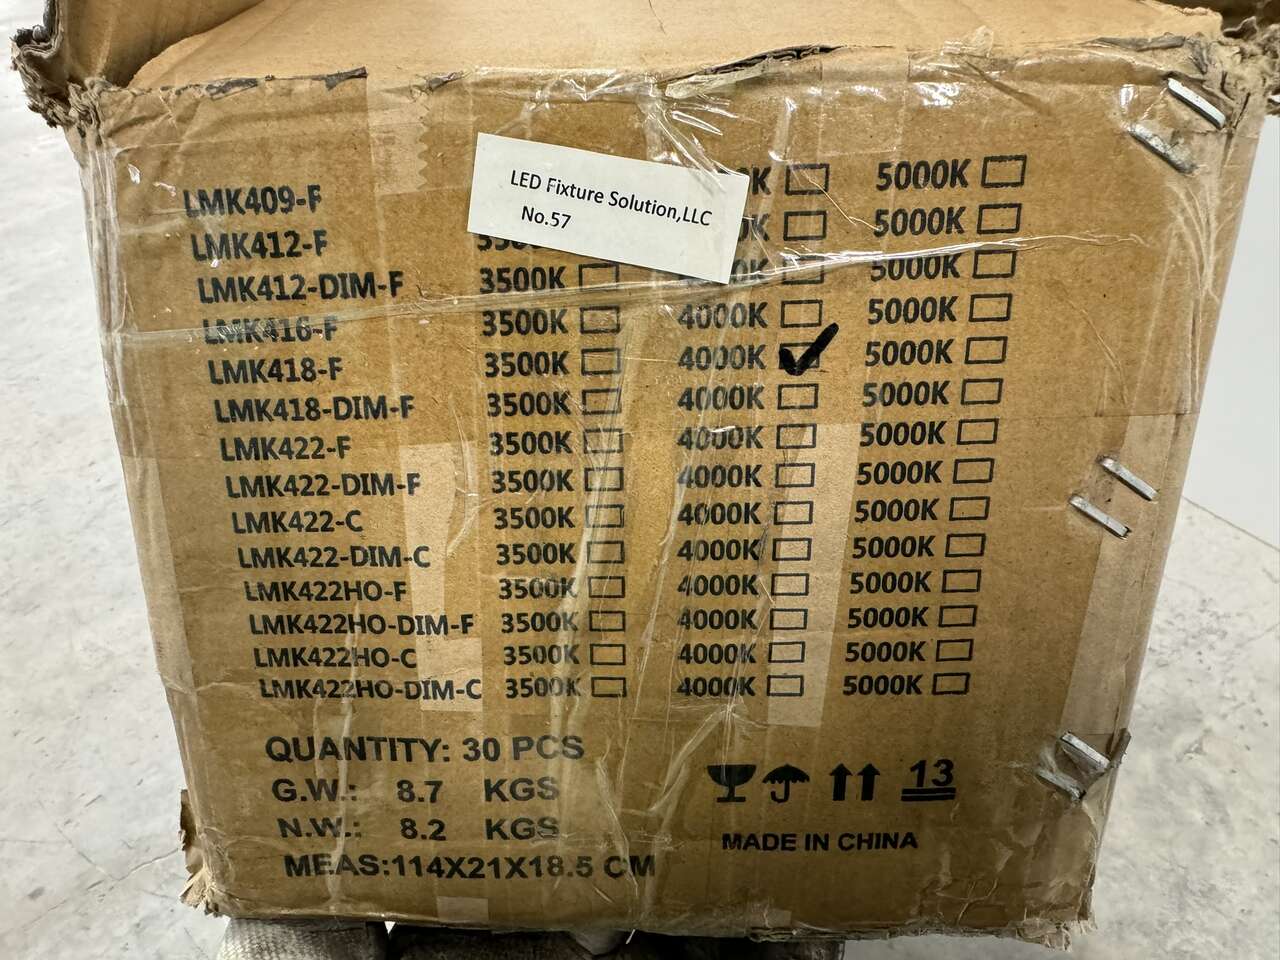 LED Fixture Solution,LLC
No.57
LMK409-F K 5000K
LMK412-F 5000K
LMK412-DIM-F 3500K 5000K
LMK416-F 3500K 4000K 5000K
LMK418-F 3500K 4000K ✓ 5000K
LMK418-DIM-F 3500K 4000K 5000K
LMK422-F 3500K 4000K 5000K
LMK422-DIM-F 3500K 4000K 5000K
LMK422-C 3500K 4000K 5000K
LMK422-DIM-C 3500K 4000K 5000K
LMK422HO-F 3500K 4000K 5000K
LMK422HO-DIM-F 3500K 4000K 5000K
LMK422HO-C 3500K 4000K 5000K
LMK422HO-DIM-C 3500K 4000K 5000K
QUANTITY: 30 PCS
G.W.: 8.7 KGS
N.W.: 8.2 KGS
MEAS:114X21X18.5 CM
13
MADE IN CHINA